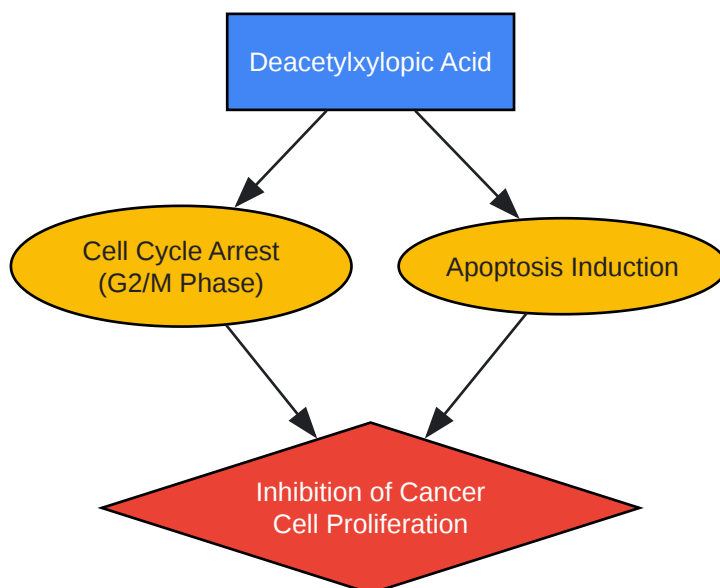 Deacetylxylopic Acid
Cell Cycle Arrest
(G2/M Phase)
Apoptosis Induction
Inhibition of Cancer
Cell Proliferation